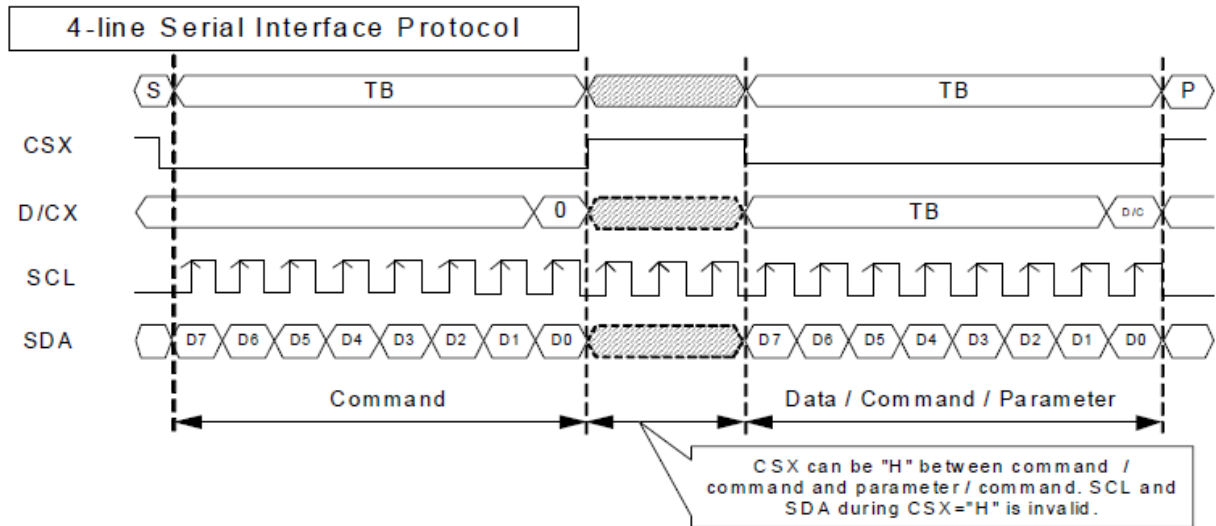 4-line Serial Interface Protocol
S TB TB P
CSX
D/CX 0 TB D/C
SCL
SDA D7 D6 D5 D4 D3 D2 D1 D0 D7 D6 D5 D4 D3 D2 D1 D0
Command Data / Command / Parameter
CSX can be "H" between command /
command and parameter / command. SCL and
SDA during CSX="H" is invalid.